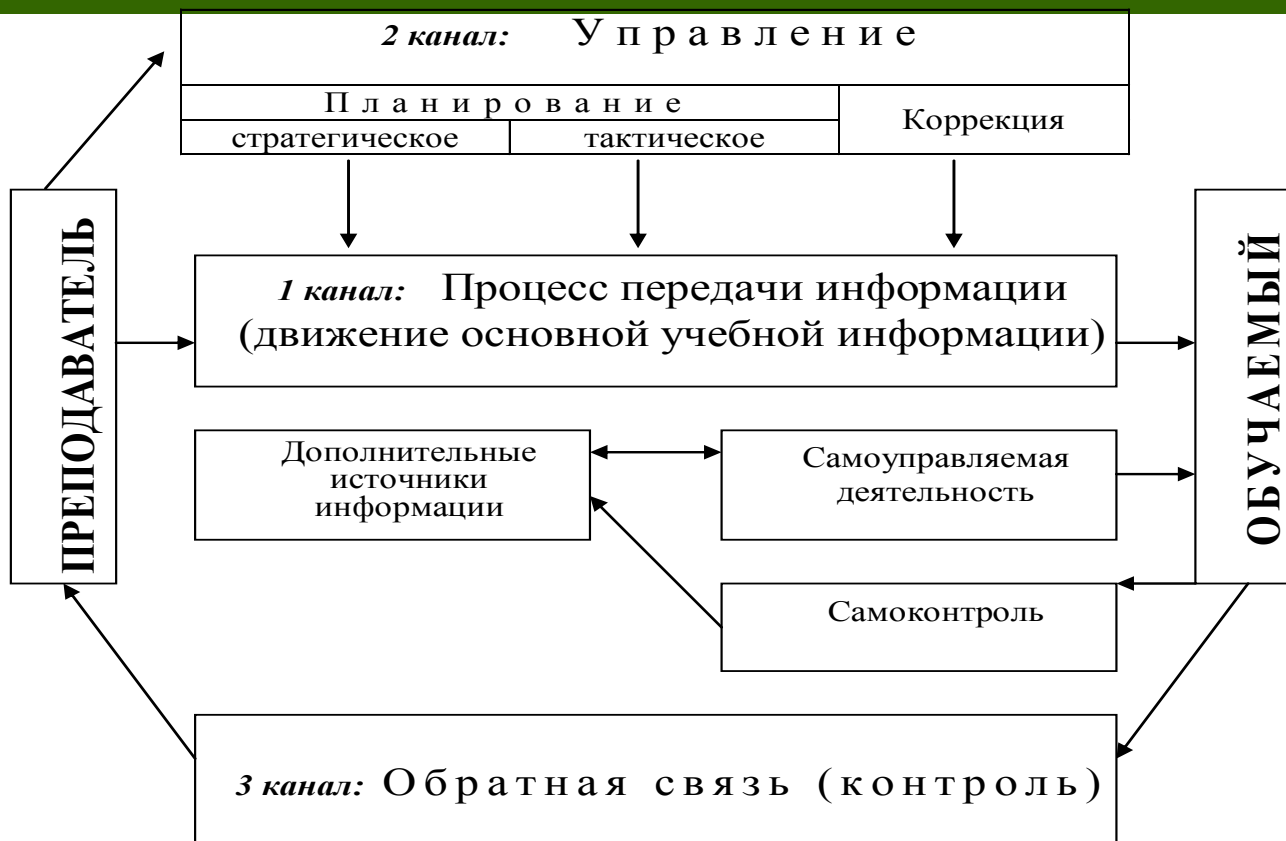 2 канал: Управление
Планирование
Коррекция
стратегическое
тактическое
ПРЕПОДАВАТЕЛЬ
1 канал: Процесс передачи информации
(движение основной учебной информации)
ОБУЧАЕМЫЙ
Дополнительные
источники
информации
Самоуправляемая
деятельность
Самоконтроль
3 канал: Обратная связь (контроль)